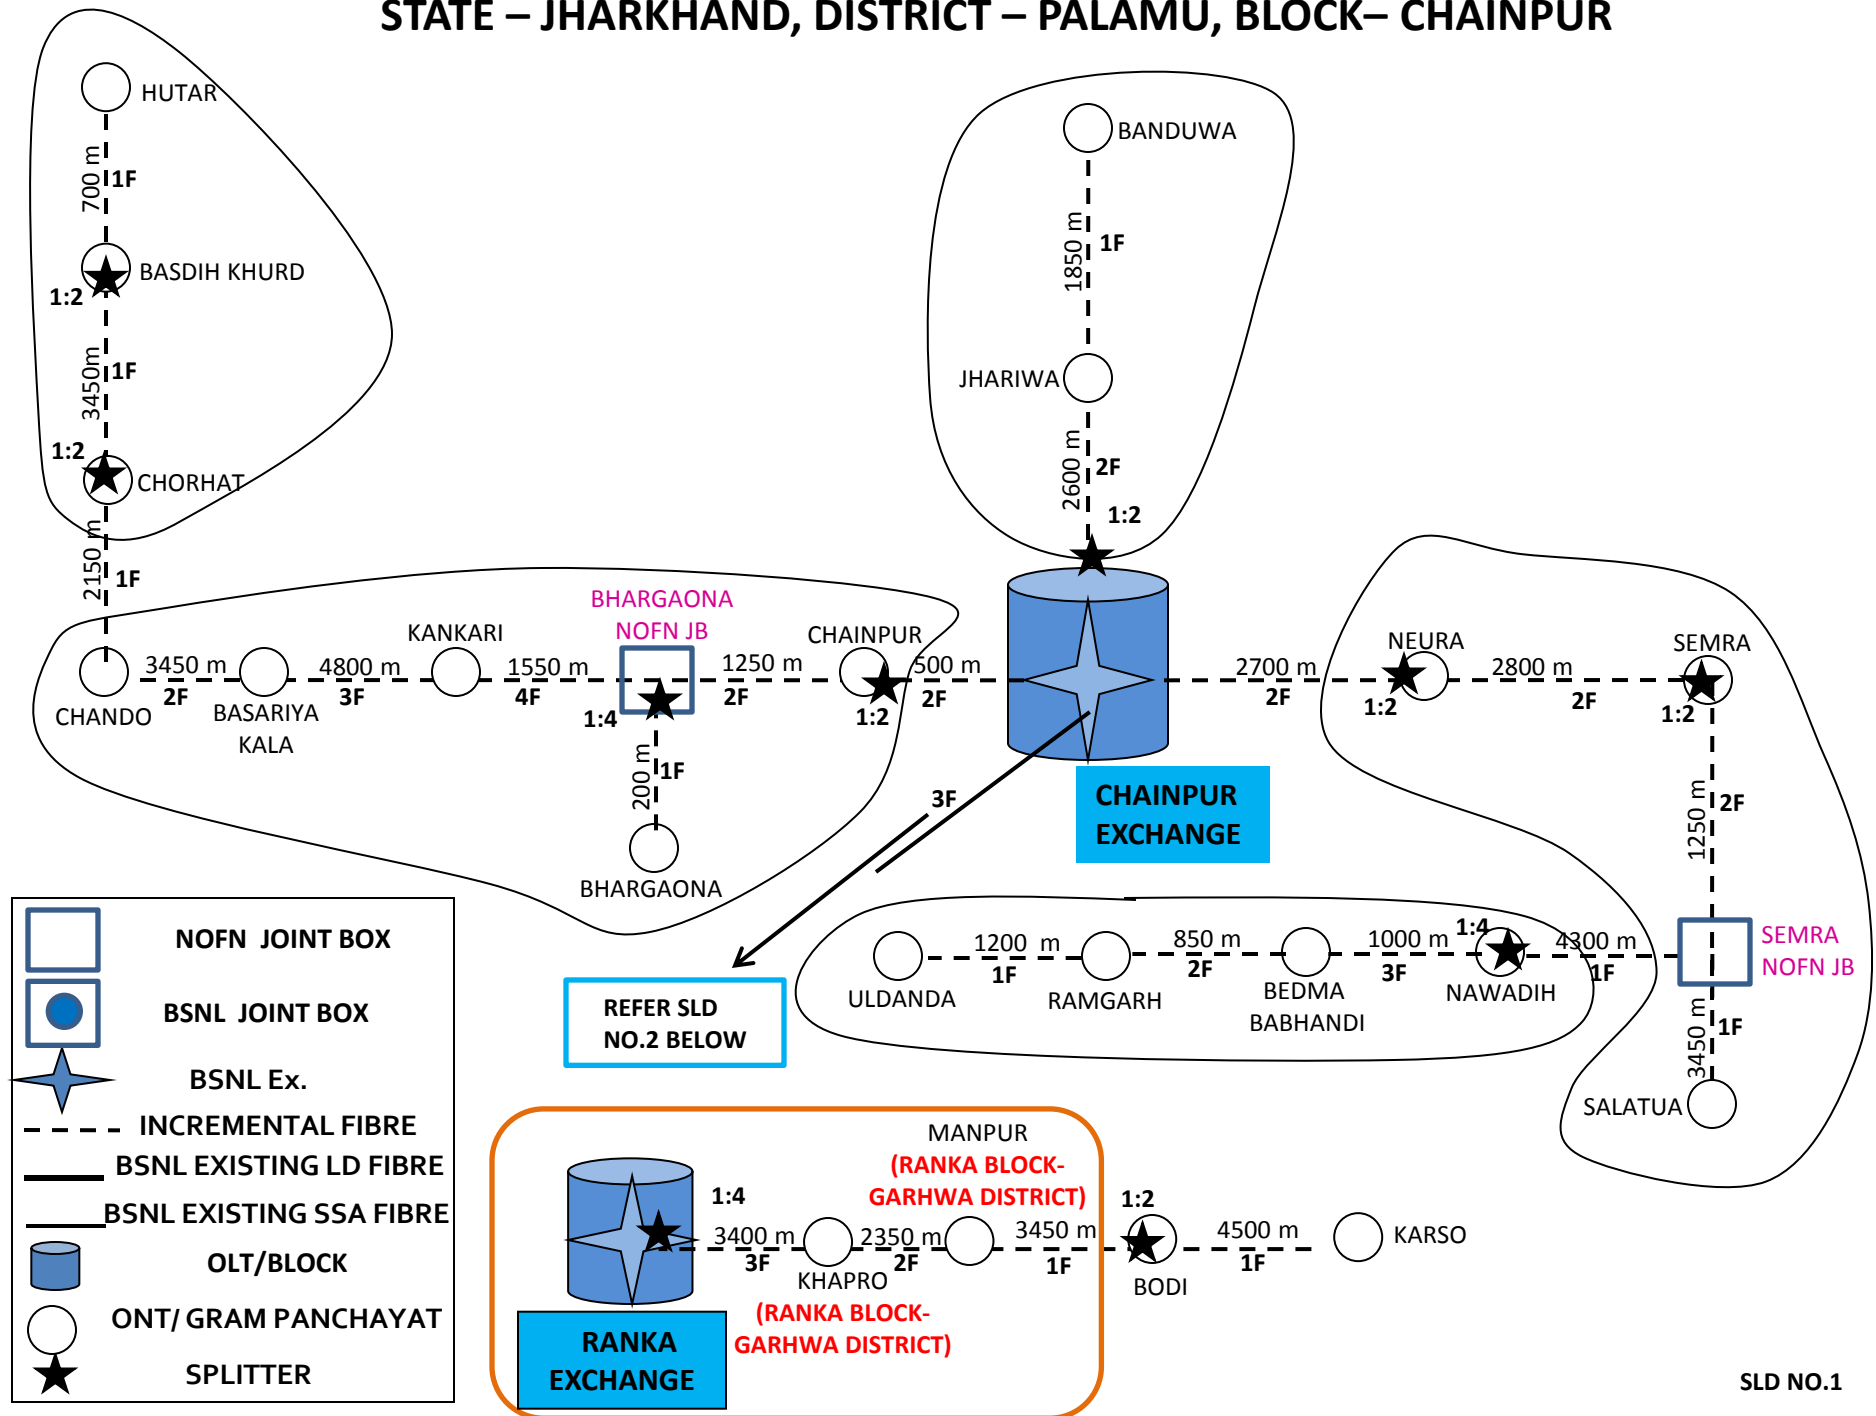 STATE – JHARKHAND, DISTRICT – PALAMU, BLOCK– CHAINPUR
HUTAR
700 m
1F
BASDIH KHURD
1:2
3450m
1F
1:2
CHORHAT
2150 m
1F
BANDUWA
1850 m
1F
JHARIWA
2600 m
2F
1:2
CHANDO
3450 m
2F
BASARIYA
KALA
4800 m
3F
KANKARI
1550 m
4F
BHARGAONA
NOFN JB
1:4
1250 m
2F
CHAINPUR
1:2
500 m
2F
200 m
1F
BHARGAONA
2700 m
2F
NEURA
1:2
2800 m
2F
SEMRA
1:2
CHAINPUR
EXCHANGE
3F
1250 m
2F
REFER SLD
NO.2 BELOW
ULDANDA
1200 m
1F
RAMGARH
850 m
2F
BEDMA
BABHANDI
1000 m
3F
1:4
NAWADIH
4300 m
1F
SEMRA
NOFN JB
3450 m
1F
SALATUA
NOFN JOINT BOX
BSNL JOINT BOX
BSNL Ex.
INCREMENTAL FIBRE
BSNL EXISTING LD FIBRE
BSNL EXISTING SSA FIBRE
OLT/BLOCK
ONT/ GRAM PANCHAYAT
SPLITTER
MANPUR
(RANKA BLOCK-
GARHWA DISTRICT)
1:4
3400 m
3F
KHAPRO
(RANKA BLOCK-
GARHWA DISTRICT)
2350 m
2F
3450 m
1F
1:2
BODI
4500 m
1F
KARSO
RANKA
EXCHANGE
SLD NO.1